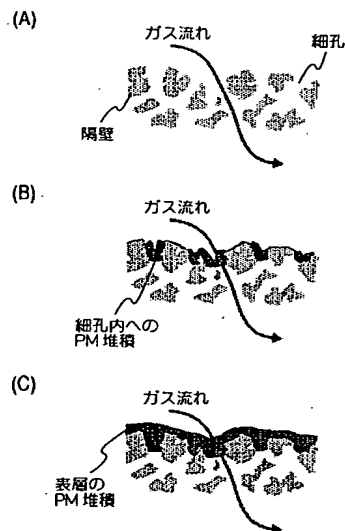 (A)
ガス流れ
細孔
隔壁
(B)
ガス流れ
細孔内への
PM 堆積
(C)
ガス流れ
表層の
PM 堆積